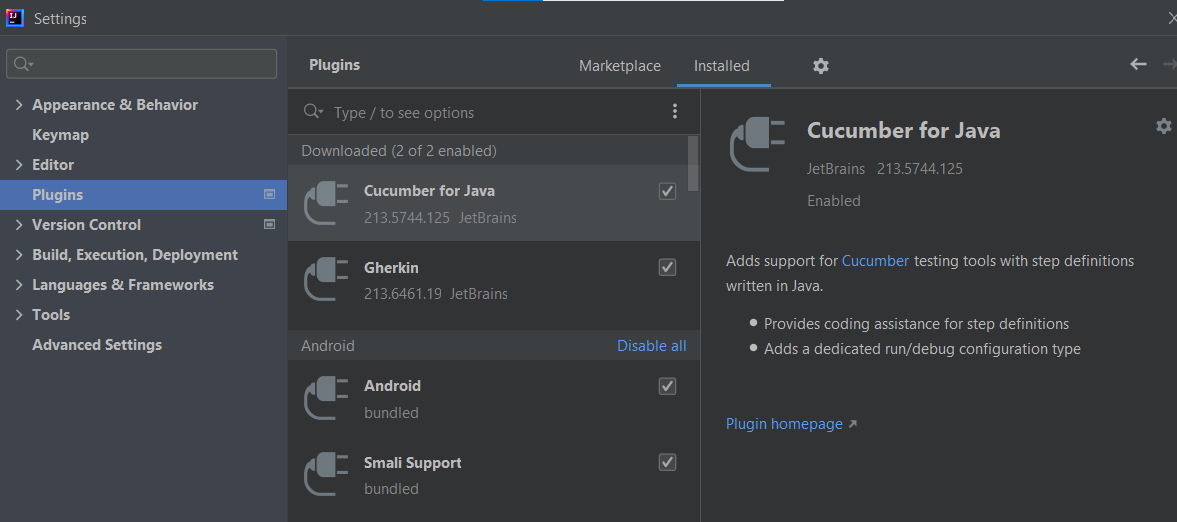 Settings
Plugins
Marketplace
Installed
Appearance & Behavior
Keymap
Editor
Plugins
Version Control
Build, Execution, Deployment
Languages & Frameworks
Tools
Advanced Settings
Type / to see options
Downloaded (2 of 2 enabled)
Cucumber for Java
213.5744.125 JetBrains
Gherkin
213.6461.19 JetBrains
Android
Disable all
Android
bundled
Smali Support
bundled
Cucumber for Java
JetBrains 213.5744.125
Enabled
Adds support for Cucumber testing tools with step definitions
written in Java.
Provides coding assistance for step definitions
Adds a dedicated run/debug configuration type
Plugin homepage